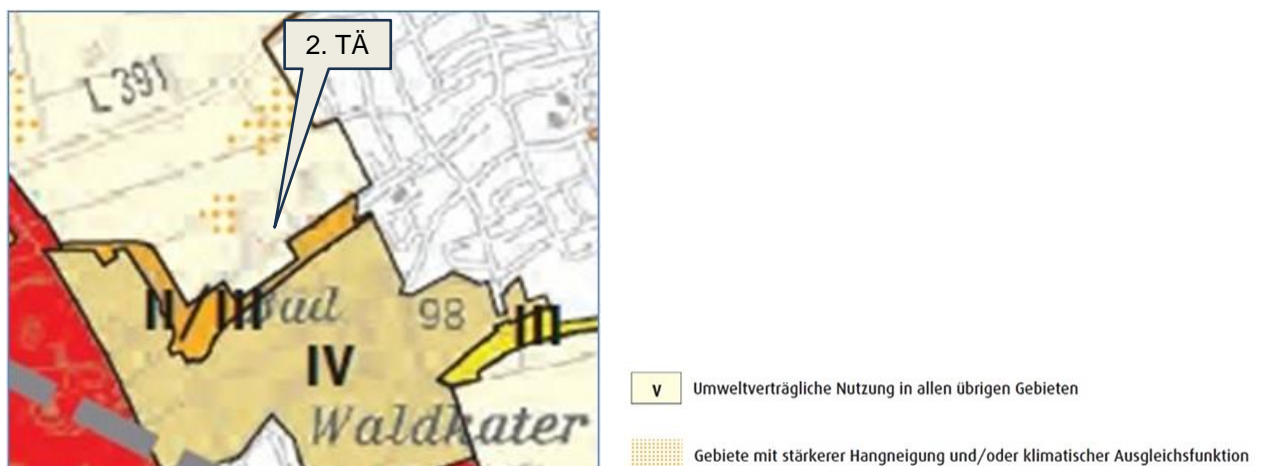 2. TÄ
L 391
II/III
98
III
IV
Waldkater
V Umweltverträgliche Nutzung in allen übrigen Gebieten
Gebiete mit stärkerer Hangneigung und/oder klimatischer Ausgleichsfunktion